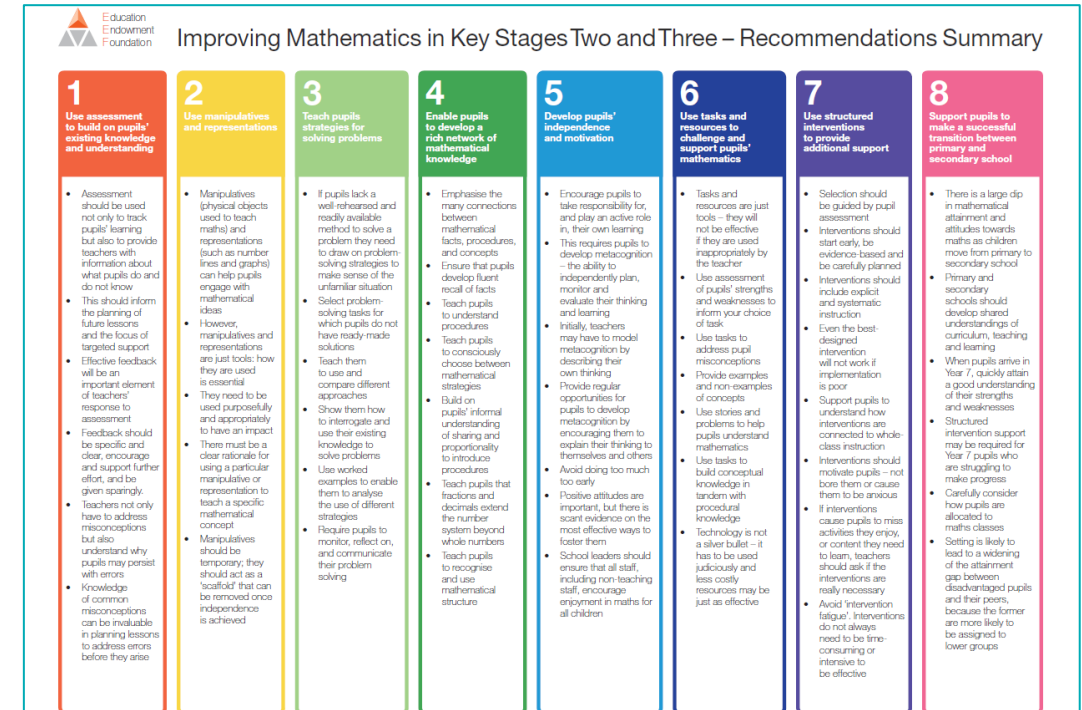 Education
Endowment
Foundation
Improving Mathematics in Key Stages Two and Three – Recommendations Summary
1
Use assessment
to build on pupils'
existing knowledge
and understanding
• Assessment
should be used
not only to track
pupils' learning
but also to provide
teachers with
information about
what pupils do and
do not know
• This should inform
the planning of
future lessons
and the focus of
targeted support
• Effective feedback
will be an
important element
of teachers'
response to
assessment
• Feedback should
be specific and
clear, encourage
and support further
effort, and be
given sparingly.
• Teachers not only
have to address
misconceptions
but also
understand why
pupils may persist
with errors
• Knowledge
of common
misconceptions
can be invaluable
in planning lessons
to address errors
before they arise
2
Use manipulatives
and representations
• Manipulatives
(physical objects
used to teach
maths) and
representations
(such as number
lines and graphs)
can help pupils
engage with
mathematical
ideas
• However,
manipulatives and
representations
are just tools: how
they are used
is essential
• They need to be
used purposefully
and appropriately
to have an impact
• There must be a
clear rationale for
using a particular
manipulative or
representation to
teach a specific
mathematical
concept
• Manipulatives
should be
temporary; they
should act as a
'scaffold' that can
be removed once
independence
is achieved
3
Teach pupils
strategies for
solving problems
• If pupils lack a
well-rehearsed and
readily available
method to solve a
problem they need
to draw on problem-
solving strategies to
make sense of the
unfamiliar situation
• Select problem-
solving tasks for
which pupils do not
have ready-made
solutions
• Teach them
to use and
compare different
approaches
• Show them how
to interrogate and
use their existing
knowledge to
solve problems
• Use worked
examples to enable
them to analyse
the use of different
strategies
• Require pupils to
monitor, reflect on,
and communicate
their problem
solving
4
Enable pupils
to develop a
rich network of
mathematical
knowledge
• Emphasise the
many connections
between
mathematical
facts, procedures,
and concepts
• Ensure that pupils
develop fluent
recall of facts
• Teach pupils
to understand
procedures
• Teach pupils
to consciously
choose between
mathematical
strategies
• Build on
pupils' informal
understanding
of sharing and
proportionality
to introduce
procedures
• Teach pupils that
fractions and
decimals extend
the number
system beyond
whole numbers
• Teach pupils
to recognise
and use
mathematical
structure
5
Develop pupils'
independence
and motivation
• Encourage pupils to
take responsibility for,
and play an active role
in, their own learning
• This requires pupils to
develop metacognition
– the ability to
independently plan,
monitor and
evaluate their thinking
and learning
• Initially, teachers
may have to model
metacognition by
describing their
own thinking
• Provide regular
opportunities for
pupils to develop
metacognition by
encouraging them to
explain their thinking to
themselves and others
• Avoid doing too much
too early
• Positive attitudes are
important, but there is
scant evidence on the
most effective ways to
foster them
• School leaders should
ensure that all staff,
including non-teaching
staff, encourage
enjoyment in maths for
all children
6
Use tasks and
resources to
challenge and
support pupils'
mathematics
• Tasks and
resources are just
tools – they will
not be effective
if they are used
inappropriately by
the teacher
• Use assessment
of pupils' strengths
and weaknesses to
inform your choice
of task
• Use tasks to
address pupil
misconceptions
• Provide examples
and non-examples
of concepts
• Use stories and
problems to help
pupils understand
mathematics
• Use tasks to
build conceptual
knowledge in
tandem with
procedural
knowledge
• Technology is not
a silver bullet – it
has to be used
judiciously and
less costly
resources may be
just as effective
7
Use structured
interventions
to provide
additional support
• Selection should
be guided by pupil
assessment
• Interventions should
start early, be
evidence-based and
be carefully planned
• Interventions should
include explicit
and systematic
instruction
• Even the best-
designed
intervention
will not work if
implementation
is poor
• Support pupils to
understand how
interventions are
connected to whole-
class instruction
• Interventions should
motivate pupils – not
bore them or cause
them to be anxious
• If interventions
cause pupils to miss
activities they enjoy,
or content they need
to learn, teachers
should ask if the
interventions are
really necessary
• Avoid 'intervention
fatigue'. Interventions
do not always
need to be time-
consuming or
intensive to
be effective
8
Support pupils to
make a successful
transition between
primary and
secondary school
• There is a large dip
in mathematical
attainment and
attitudes towards
maths as children
move from primary to
secondary school
• Primary and
secondary
schools should
develop shared
understandings of
curriculum, teaching
and learning
• When pupils arrive in
Year 7, quickly attain
a good understanding
of their strengths
and weaknesses
• Structured
intervention support
may be required for
Year 7 pupils who
are struggling to
make progress
• Carefully consider
how pupils are
allocated to
maths classes
• Setting is likely to
lead to a widening
of the attainment
gap between
disadvantaged pupils
and their peers,
because the former
are more likely to
be assigned to
lower groups